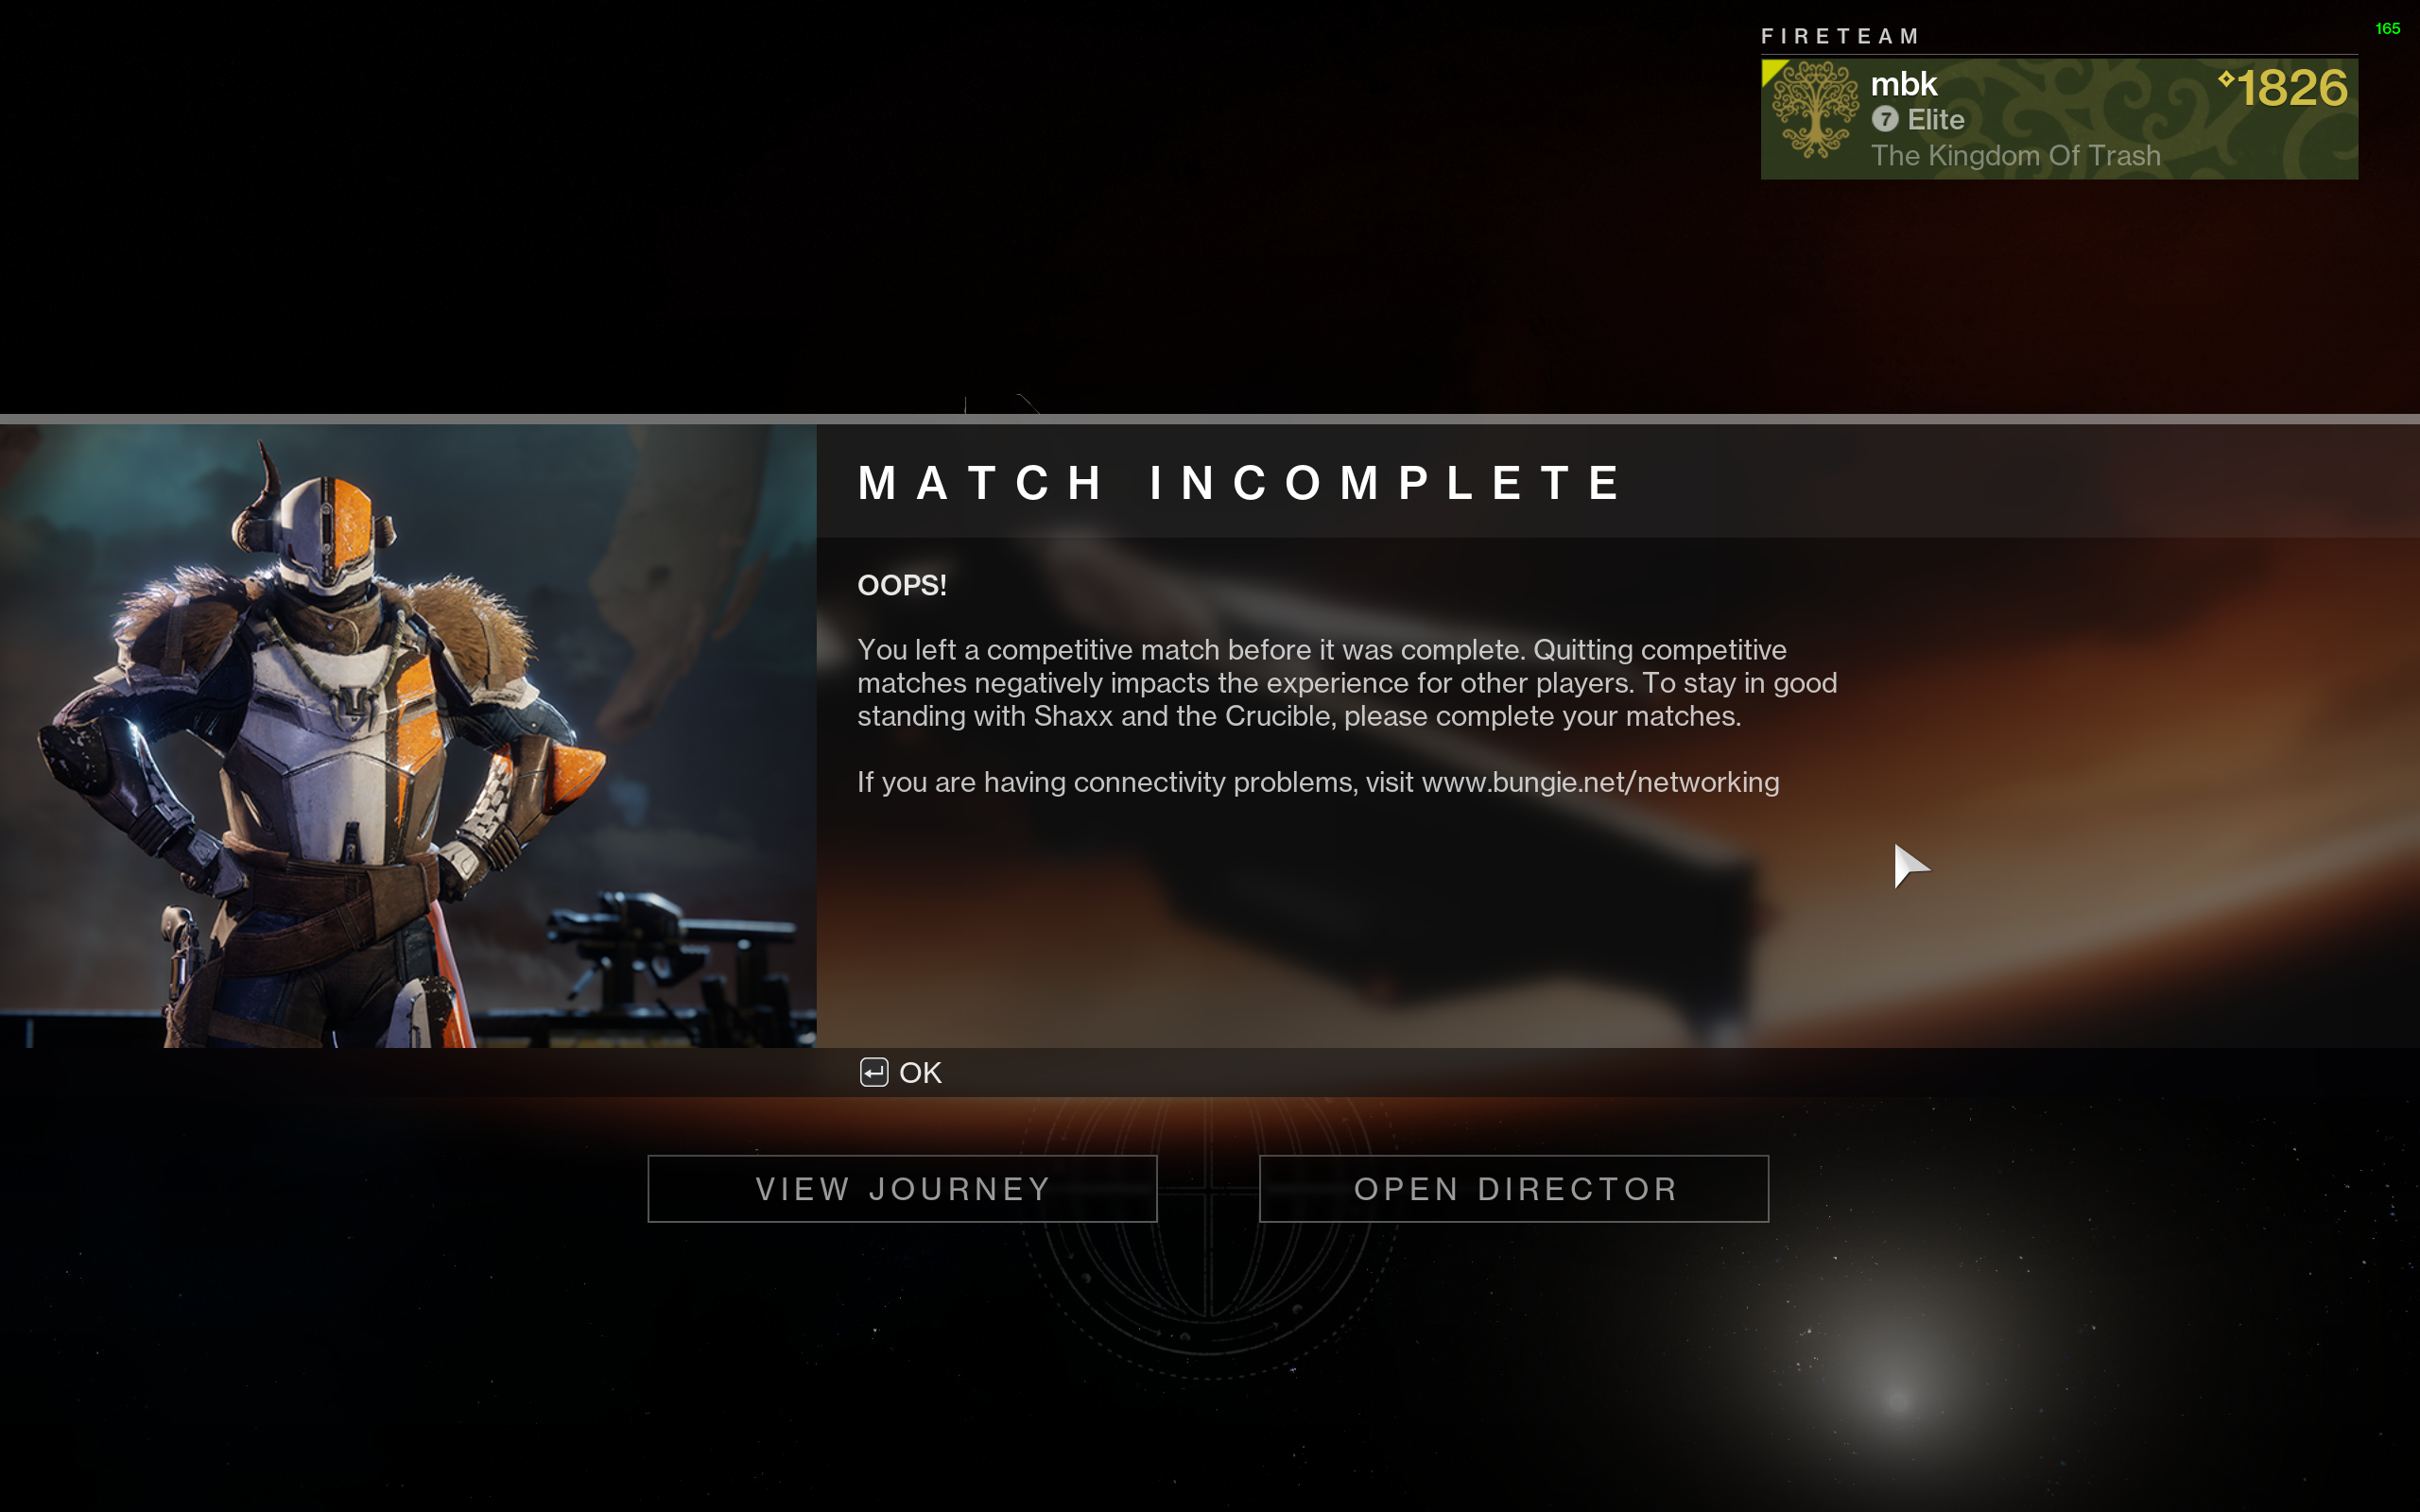 FIRETEAM
165
mbk
1826
7 Elite
The Kingdom Of Trash
MATCH INCOMPLETE
OOPS!
You left a competitive match before it was complete. Quitting competitive
matches negatively impacts the experience for other players. To stay in good
standing with Shaxx and the Crucible, please complete your matches.
If you are having connectivity problems, visit www.bungie.net/networking
OK
VIEW JOURNEY
OPEN DIRECTOR